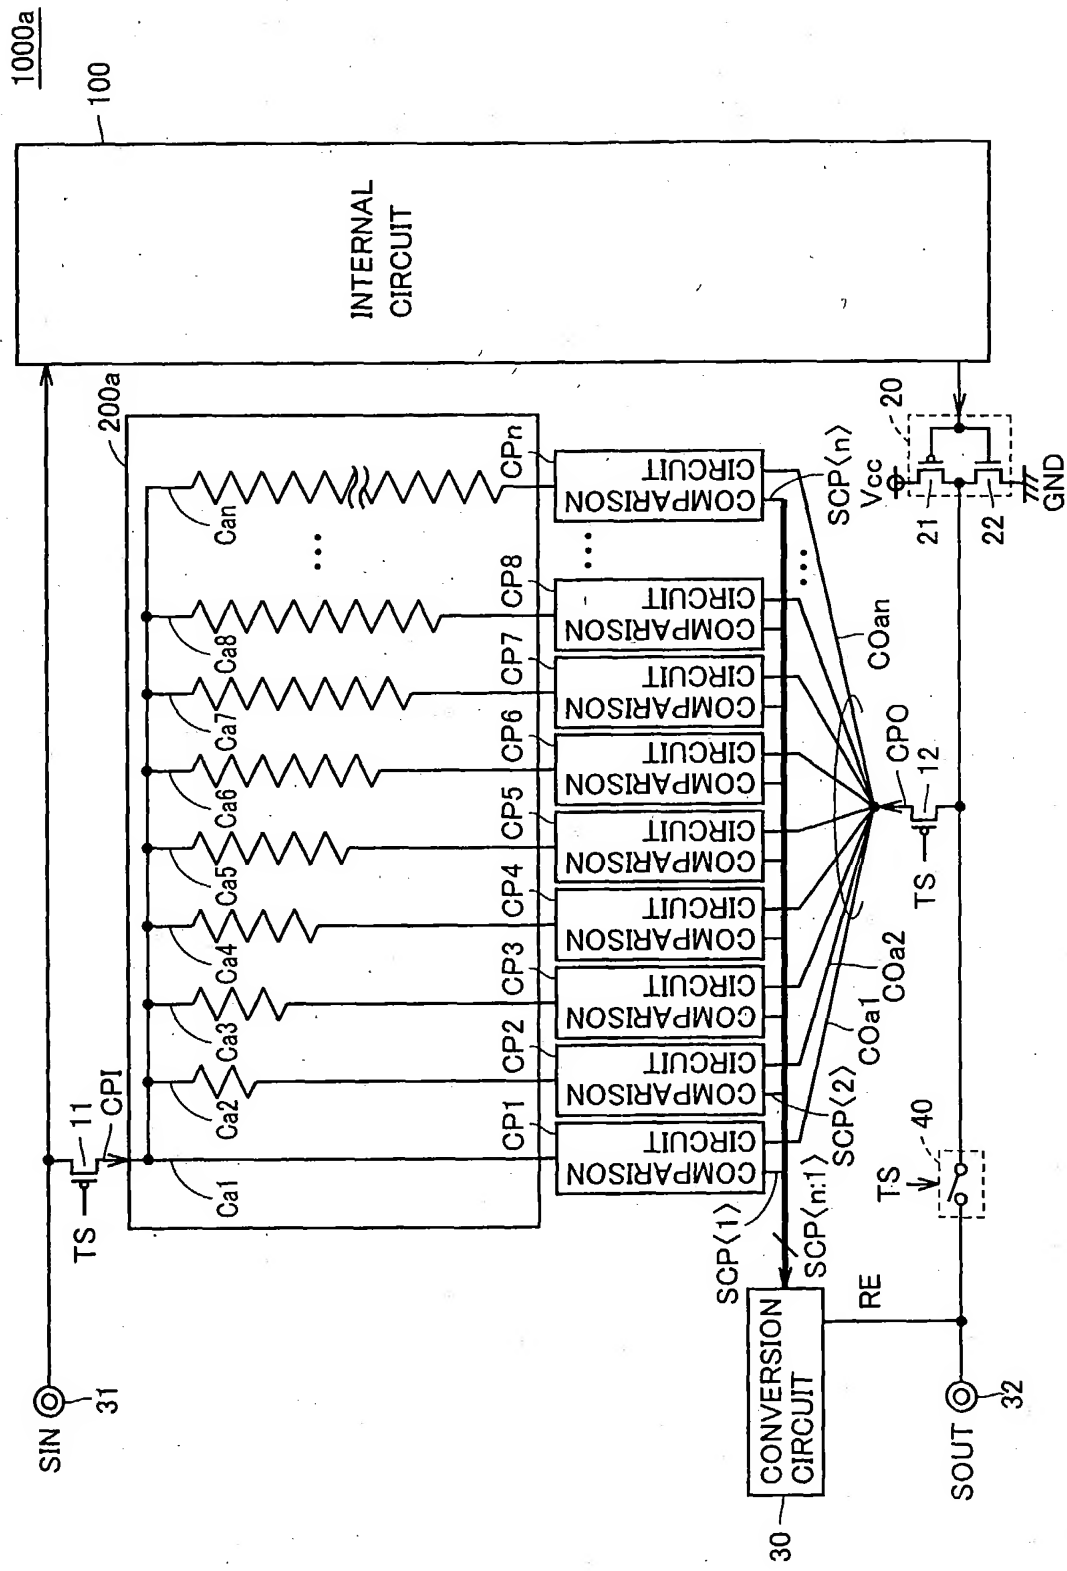 1000a
100
INTERNAL
CIRCUIT
200a
SIN
31
TS
11
CPI
Ca1
Ca2
Ca3
Ca4
Ca5
Ca6
Ca7
Ca8
Can
...
CP1
CP2
CP3
CP4
CP5
CP6
CP7
CP8
CPn
...
COMPARISON
CIRCUIT
COMPARISON
CIRCUIT
COMPARISON
CIRCUIT
COMPARISON
CIRCUIT
COMPARISON
CIRCUIT
COMPARISON
CIRCUIT
COMPARISON
CIRCUIT
COMPARISON
CIRCUIT
COMPARISON
CIRCUIT
SCP⟨1⟩
SCP⟨2⟩
SCP⟨n⟩
SCP⟨n:1⟩
...
COa1
COa2
COan
CPO
TS
12
20
Vcc
21
22
GND
TS
40
RE
CONVERSION
CIRCUIT
30
SOUT
32